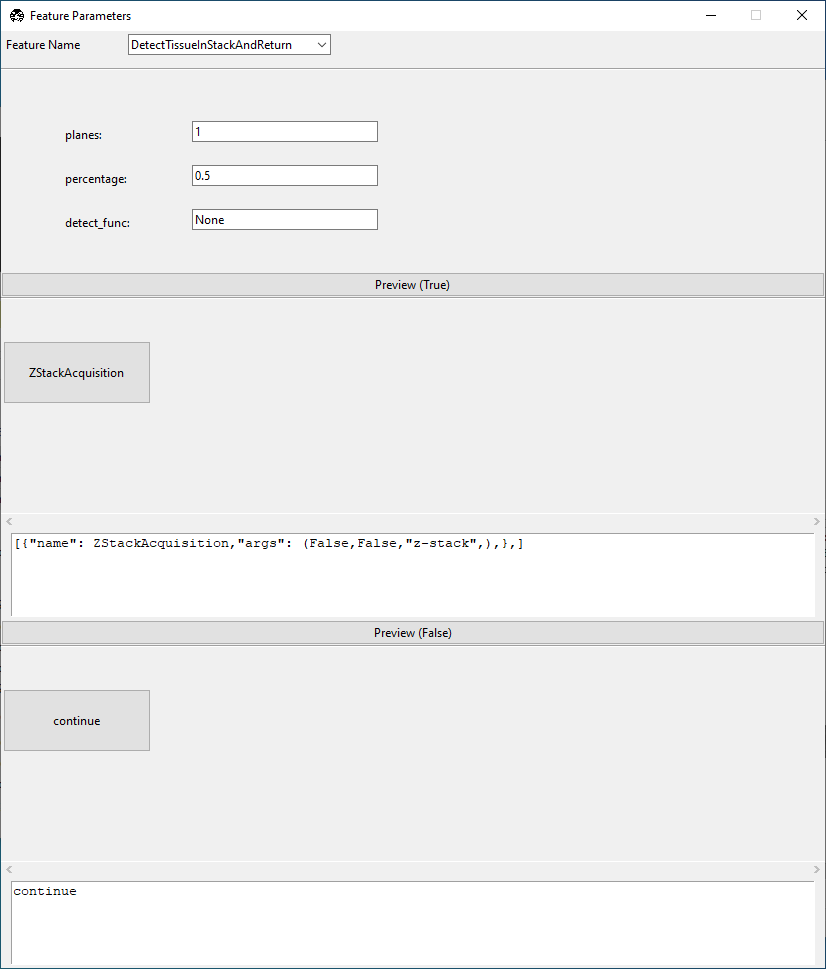 Feature Parameters
Feature Name DetectTissueInStackAndReturn
planes: 1
percentage: 0.5
detect_func: None
Preview (True)
ZStackAcquisition
[{"name": ZStackAcquisition,"args": (False,False,"z-stack",),},]
Preview (False)
continue
continue